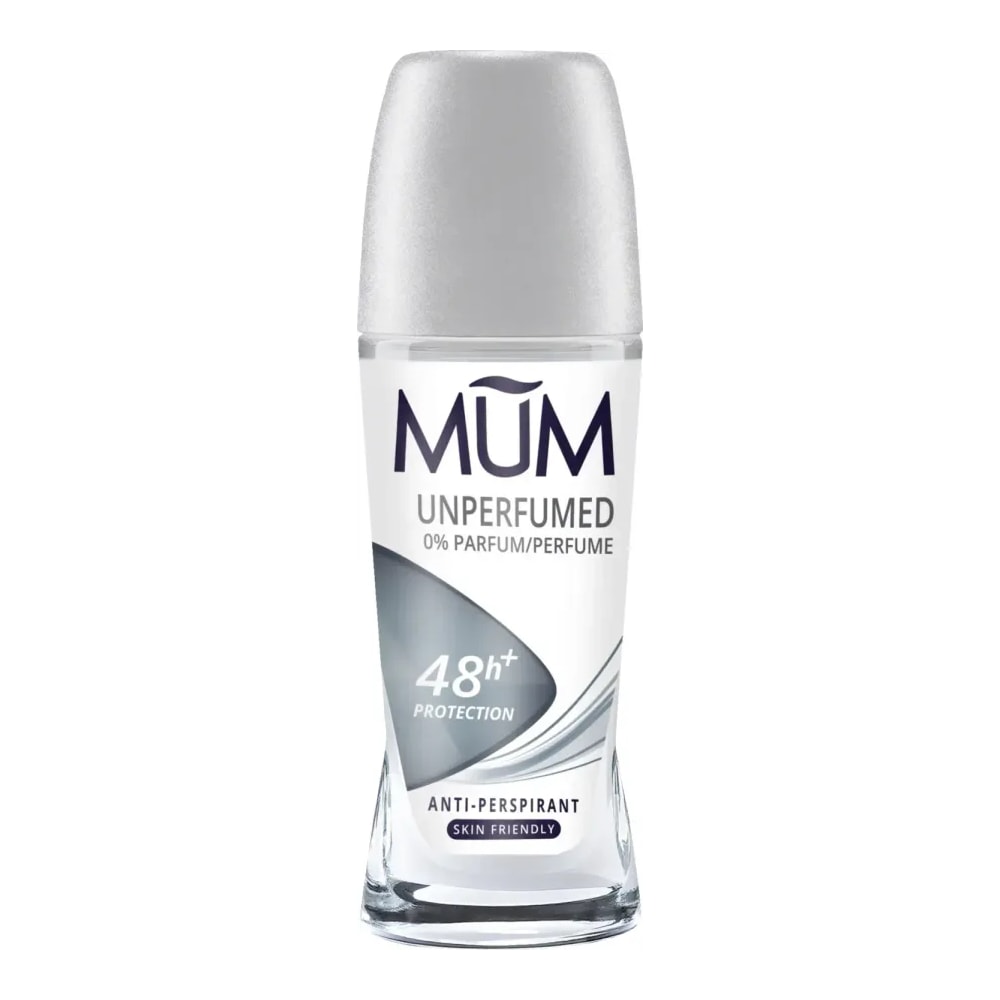 MUM
UNPERFUMED
0% PARFUM/PERFUME
48h+
PROTECTION
ANTI-PERSPIRANT
SKIN FRIENDLY